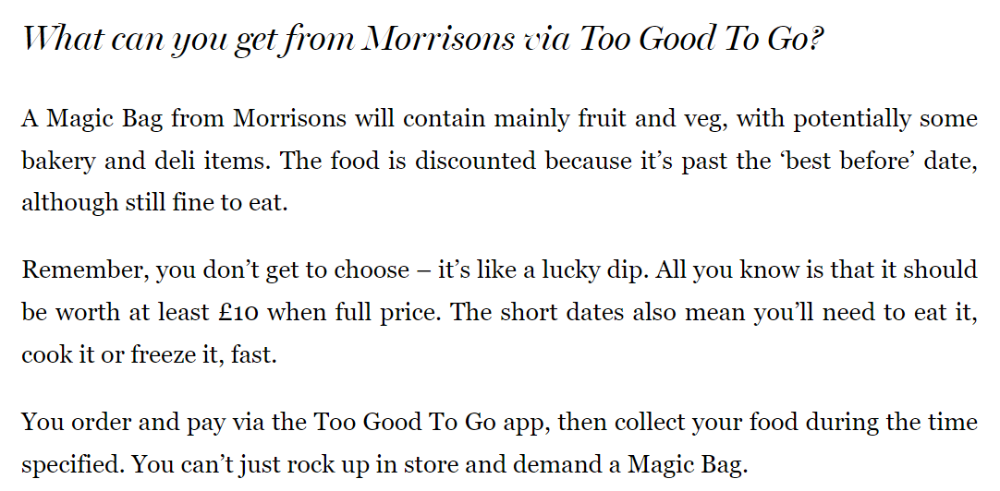 What can you get from Morrisons via Too Good To Go?
A Magic Bag from Morrisons will contain mainly fruit and veg, with potentially some
bakery and deli items. The food is discounted because it’s past the ‘best before’ date,
although still fine to eat.
Remember, you don’t get to choose – it’s like a lucky dip. All you know is that it should
be worth at least £10 when full price. The short dates also mean you’ll need to eat it,
cook it or freeze it, fast.
You order and pay via the Too Good To Go app, then collect your food during the time
specified. You can’t just rock up in store and demand a Magic Bag.